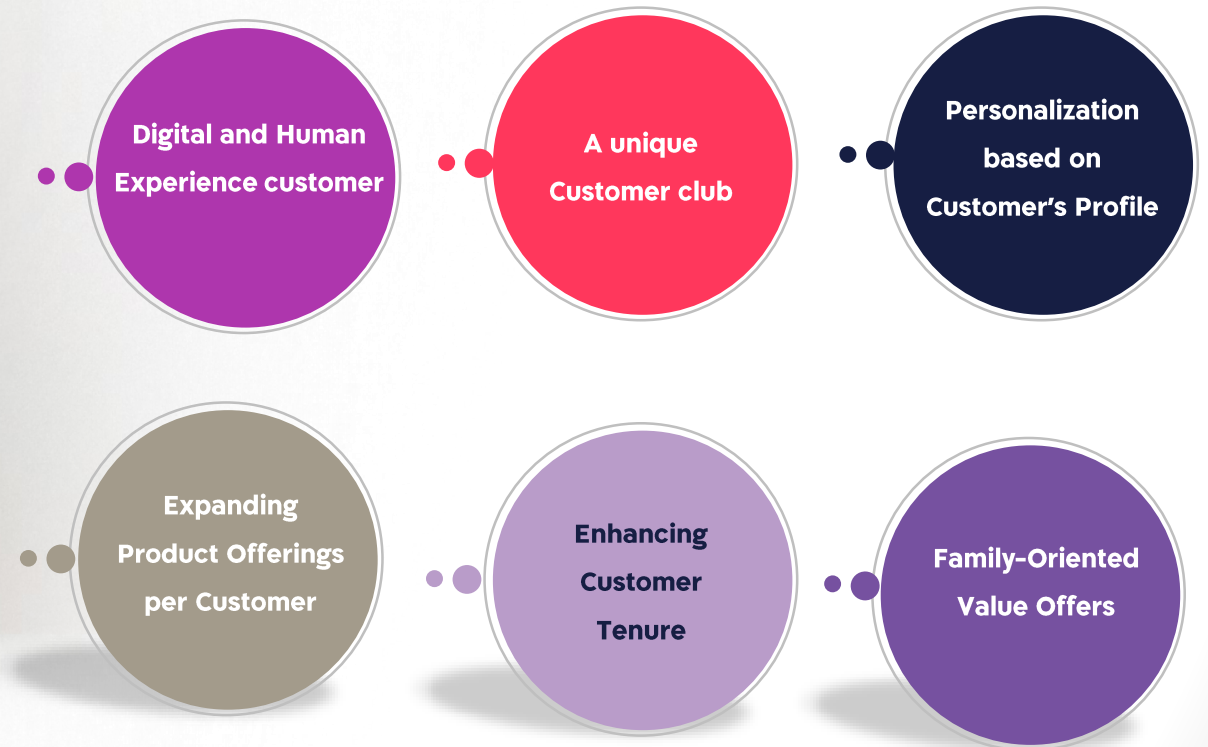 Digital and Human
Experience customer
A unique
Customer club
Personalization
based on
Customer's Profile
Expanding
Product Offerings
per Customer
Enhancing
Customer
Tenure
Family-Oriented
Value Offers